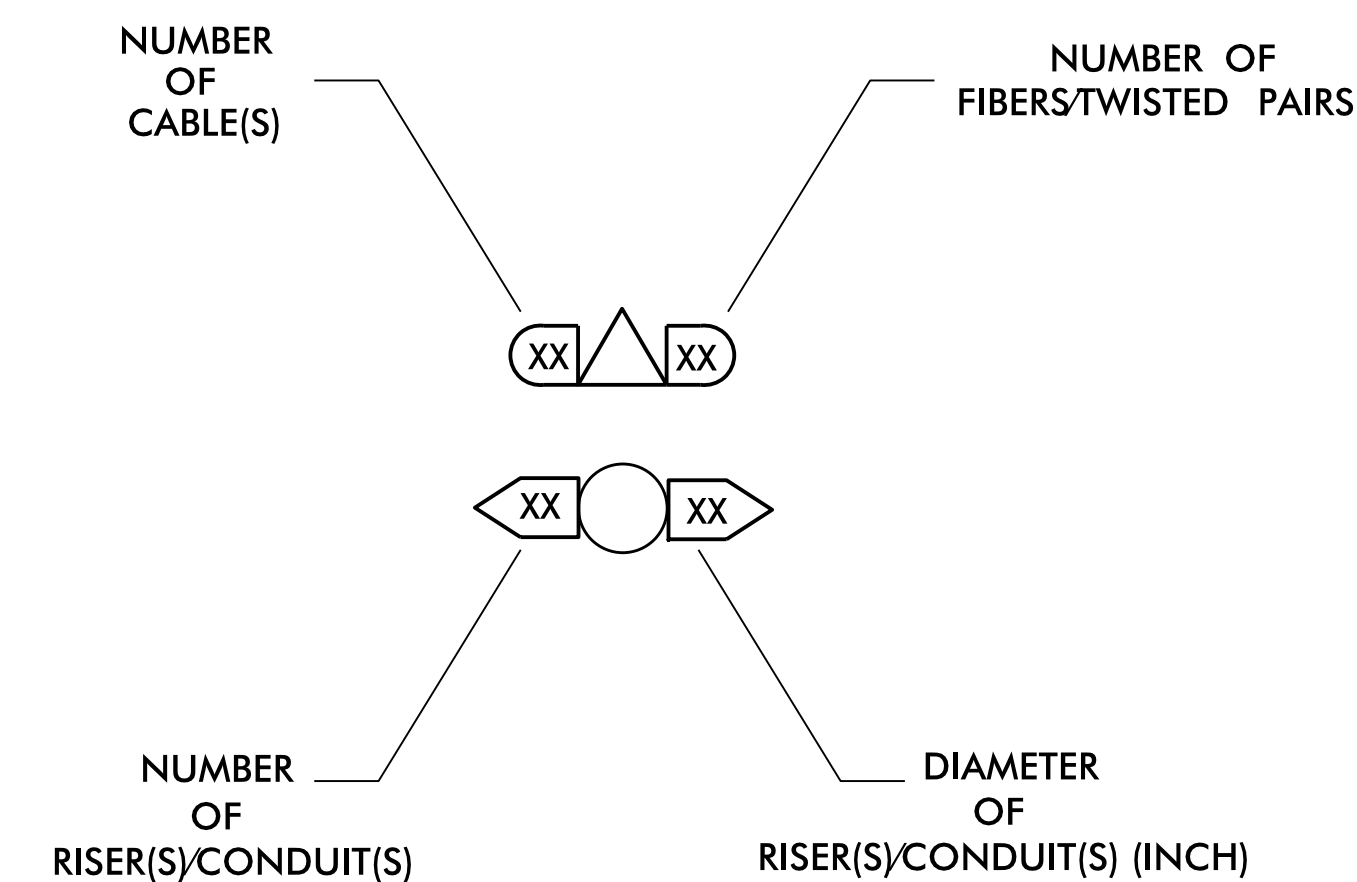 NUMBER
OF
CABLE(S)
NUMBER OF
FIBERS/TWISTED PAIRS
XX
XX
XX
XX
NUMBER
OF
RISER(S)/CONDUIT(S)
DIAMETER
OF
RISER(S)/CONDUIT(S) (INCH)